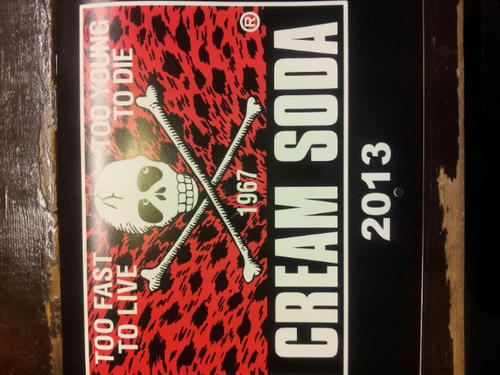 TOO FAST
TO LIVE
TOO YOUNG
TO DIE
1967
CREAM SODA ®
2013